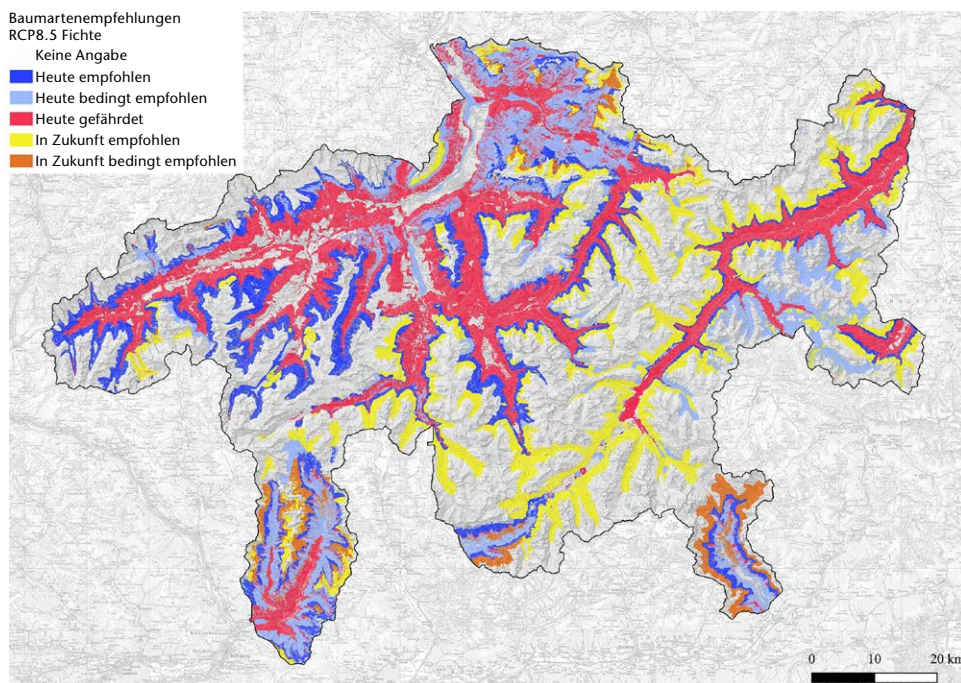 Baumartenempfehlungen
RCP8.5 Fichte
Keine Angabe
Heute empfohlen
Heute bedingt empfohlen
Heute gefährdet
In Zukunft empfohlen
In Zukunft bedingt empfohlen
0 10 20 km